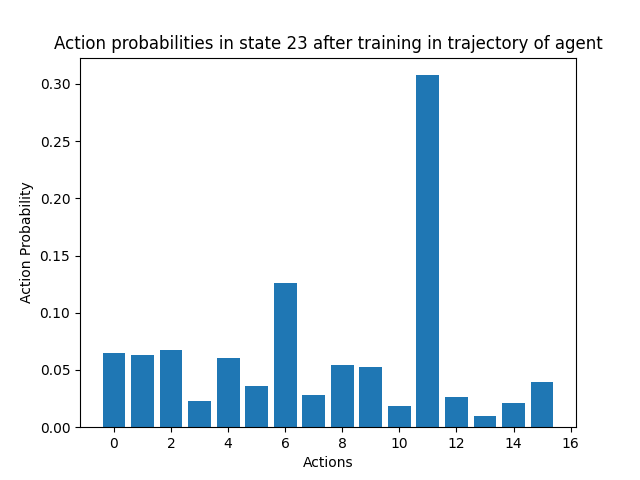 Action probabilities in state 23 after training in trajectory of agent
0.30
0.25
0.20
0.15
0.10
0.05
0.00
Action Probability
0 2 4 6 8 10 12 14 16
Actions